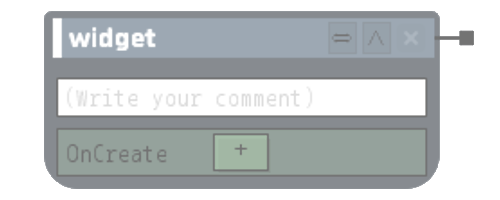 widget
(Write your comment)
OnCreate +